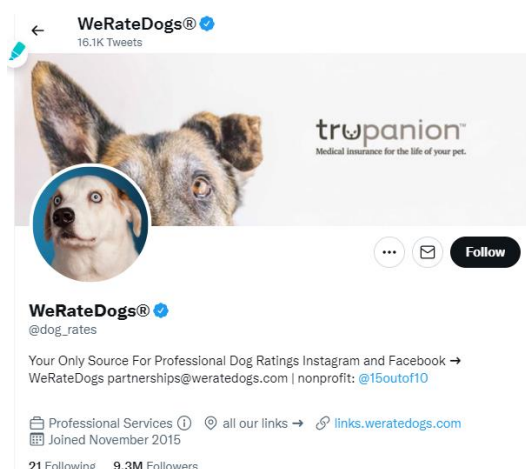 WeRateDogs®
16.1K Tweets
trupanion™
Medical insurance for the life of your pet.
Follow
WeRateDogs®
@dog_rates
Your Only Source For Professional Dog Ratings Instagram and Facebook →
WeRateDogs partnerships@weratedogs.com | nonprofit: @15outof10
Professional Services all our links → links.weratedogs.com
Joined November 2015
21 Following 9.3M Followers